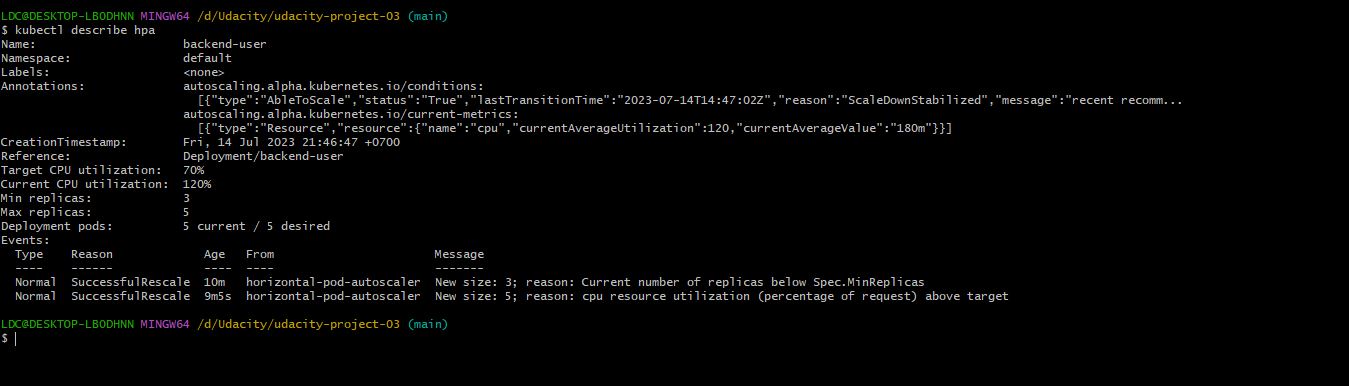 LDC@DESKTOP-LBODHNN MINGW64 /d/Udacity/udacity-project-03 (main)
$ kubectl describe hpa
Name:                     backend-user
Namespace:                default
Labels:                   <none>
Annotations:              autoscaling.alpha.kubernetes.io/conditions:
                            [{"type":"AbleToScale","status":"True","lastTransitionTime":"2023-07-14T14:47:02Z","reason":"ScaleDownStabilized","message":"recent recomm...
                          autoscaling.alpha.kubernetes.io/current-metrics:
                            [{"type":"Resource","resource":{"name":"cpu","currentAverageUtilization":120,"currentAverageValue":"180m"}}]
CreationTimestamp:        Fri, 14 Jul 2023 21:46:47 +0700
Reference:                Deployment/backend-user
Target CPU utilization:   70%
Current CPU utilization:  120%
Min replicas:             3
Max replicas:             5
Deployment pods:          5 current / 5 desired
Events:
  Type    Reason             Age   From                       Message
  ----    ------             ----  ----                       -------
  Normal  SuccessfulRescale  10m   horizontal-pod-autoscaler  New size: 3; reason: Current number of replicas below Spec.MinReplicas
  Normal  SuccessfulRescale  9m5s  horizontal-pod-autoscaler  New size: 5; reason: cpu resource utilization (percentage of request) above target
LDC@DESKTOP-LBODHNN MINGW64 /d/Udacity/udacity-project-03 (main)
$